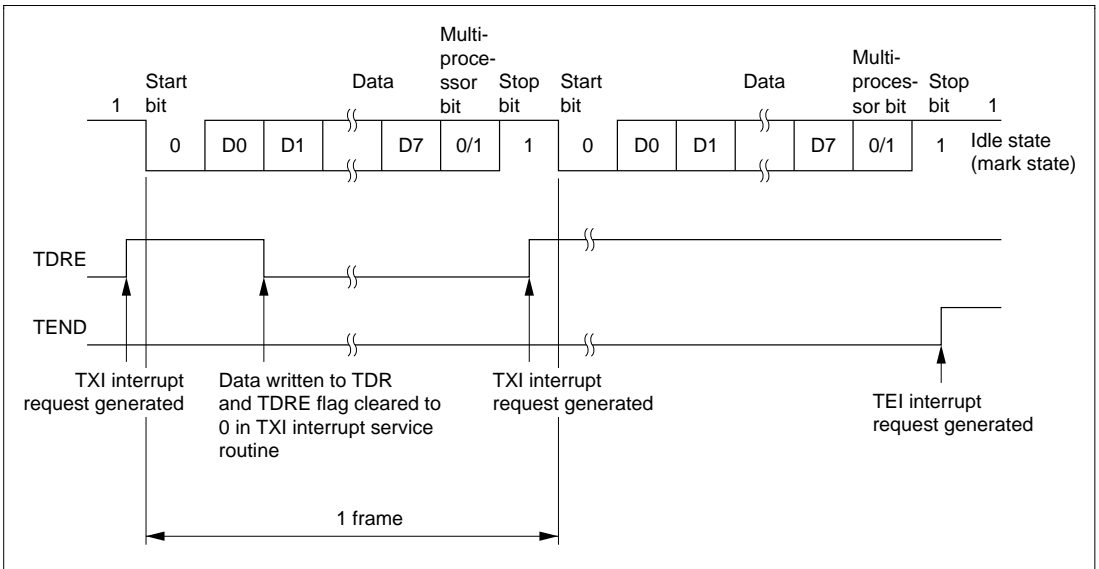 Multi-
proce-
ssor
bit
Start
bit
Data
Stop
bit
Start
bit
Data
Multi-
proces-
sor bit
Stop
bit
1
1
0 D0 D1 D7 0/1 1 0 D0 D1 D7 0/1 1
Idle state
(mark state)
TDRE
TEND
TXI interrupt
request generated
Data written to TDR
and TDRE flag cleared to
0 in TXI interrupt service
routine
TXI interrupt
request generated
TEI interrupt
request generated
1 frame